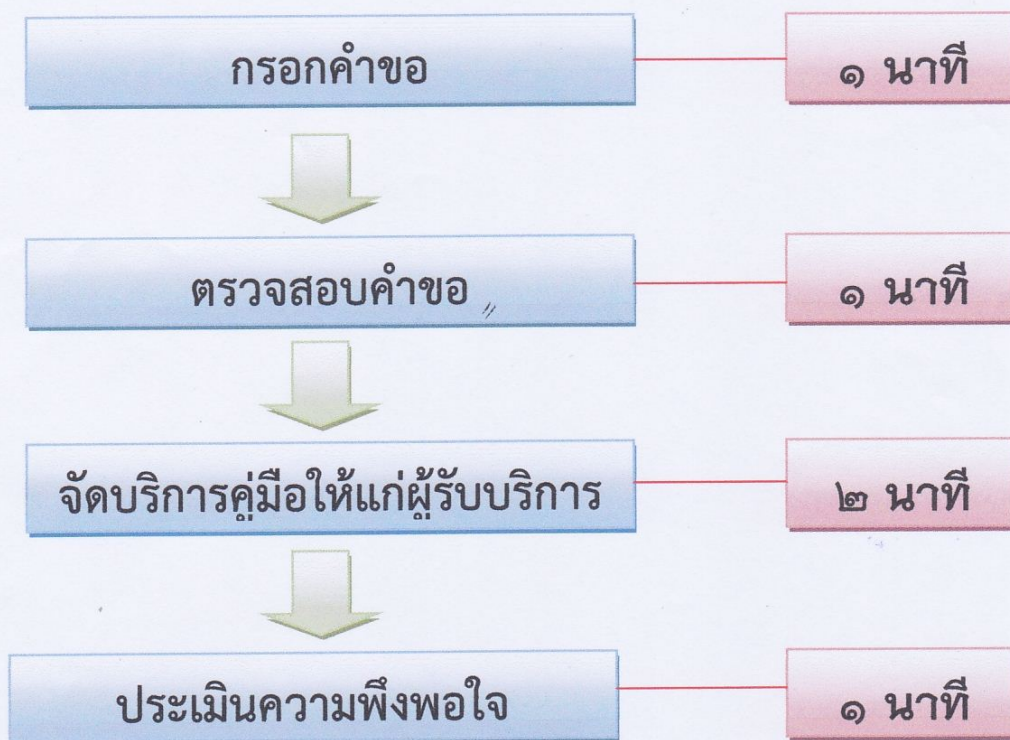 กรอกคำขอ ๑ นาที
ตรวจสอบคำขอ ๑ นาที
จัดบริการคู่มือให้แก่ผู้รับบริการ ๒ นาที
ประเมินความพึงพอใจ ๑ นาที